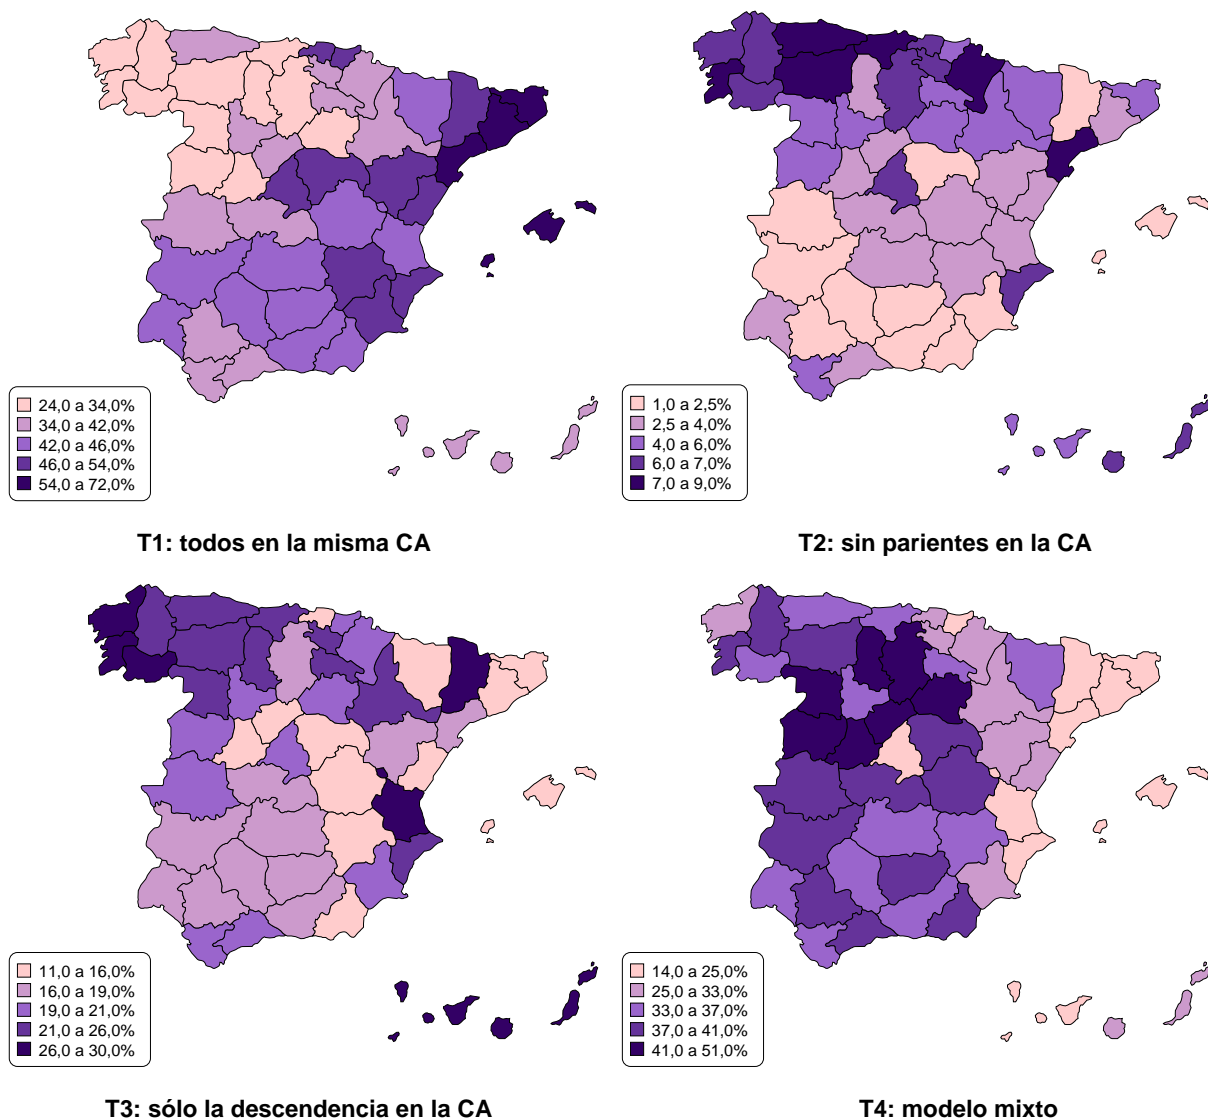 24,0 a 34,0%
34,0 a 42,0%
42,0 a 46,0%
46,0 a 54,0%
54,0 a 72,0%
T1: todos en la misma CA
1,0 a 2,5%
2,5 a 4,0%
4,0 a 6,0%
6,0 a 7,0%
7,0 a 9,0%
T2: sin parientes en la CA
11,0 a 16,0%
16,0 a 19,0%
19,0 a 21,0%
21,0 a 26,0%
26,0 a 30,0%
T3: sólo la descendencia en la CA
14,0 a 25,0%
25,0 a 33,0%
33,0 a 37,0%
37,0 a 41,0%
41,0 a 51,0%
T4: modelo mixto